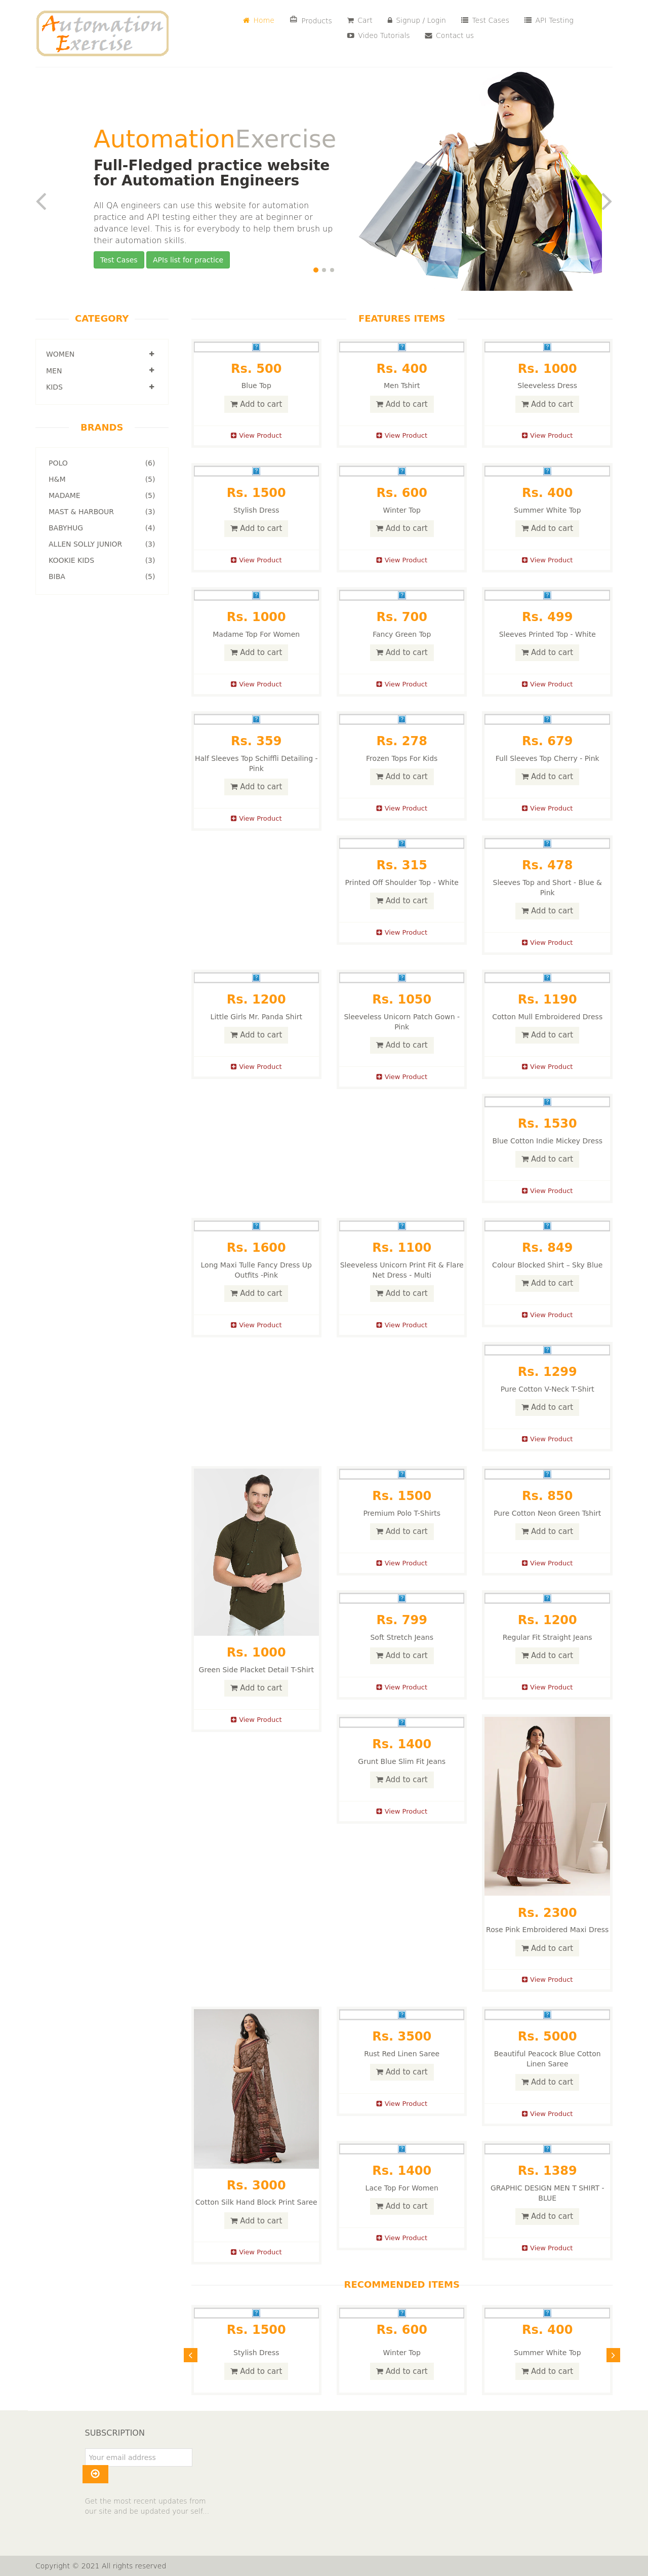 Automation
Exercise
Home
Products
Cart
Signup / Login
Test Cases
API Testing
Video Tutorials
Contact us
AutomationExercise
Full-Fledged practice website
for Automation Engineers
All QA engineers can use this website for automation
practice and API testing either they are at beginner or
advance level. This is for everybody to help them brush up
their automation skills.
Test Cases
APIs list for practice
CATEGORY
WOMEN
MEN
KIDS
BRANDS
POLO (6)
H&M (5)
MADAME (5)
MAST & HARBOUR (3)
BABYHUG (4)
ALLEN SOLLY JUNIOR (3)
KOOKIE KIDS (3)
BIBA (5)
FEATURES ITEMS
Rs. 500
Blue Top
Add to cart
View Product
Rs. 400
Men Tshirt
Add to cart
View Product
Rs. 1000
Sleeveless Dress
Add to cart
View Product
Rs. 1500
Stylish Dress
Add to cart
View Product
Rs. 600
Winter Top
Add to cart
View Product
Rs. 400
Summer White Top
Add to cart
View Product
Rs. 1000
Madame Top For Women
Add to cart
View Product
Rs. 700
Fancy Green Top
Add to cart
View Product
Rs. 499
Sleeves Printed Top - White
Add to cart
View Product
Rs. 359
Half Sleeves Top Schiffli Detailing -
Pink
Add to cart
View Product
Rs. 278
Frozen Tops For Kids
Add to cart
View Product
Rs. 679
Full Sleeves Top Cherry - Pink
Add to cart
View Product
Rs. 315
Printed Off Shoulder Top - White
Add to cart
View Product
Rs. 478
Sleeves Top and Short - Blue &
Pink
Add to cart
View Product
Rs. 1200
Little Girls Mr. Panda Shirt
Add to cart
View Product
Rs. 1050
Sleeveless Unicorn Patch Gown -
Pink
Add to cart
View Product
Rs. 1190
Cotton Mull Embroidered Dress
Add to cart
View Product
Rs. 1530
Blue Cotton Indie Mickey Dress
Add to cart
View Product
Rs. 1600
Long Maxi Tulle Fancy Dress Up
Outfits -Pink
Add to cart
View Product
Rs. 1100
Sleeveless Unicorn Print Fit & Flare
Net Dress - Multi
Add to cart
View Product
Rs. 849
Colour Blocked Shirt – Sky Blue
Add to cart
View Product
Rs. 1299
Pure Cotton V-Neck T-Shirt
Add to cart
View Product
Rs. 1000
Green Side Placket Detail T-Shirt
Add to cart
View Product
Rs. 1500
Premium Polo T-Shirts
Add to cart
View Product
Rs. 850
Pure Cotton Neon Green Tshirt
Add to cart
View Product
Rs. 799
Soft Stretch Jeans
Add to cart
View Product
Rs. 1200
Regular Fit Straight Jeans
Add to cart
View Product
Rs. 1400
Grunt Blue Slim Fit Jeans
Add to cart
View Product
Rs. 2300
Rose Pink Embroidered Maxi Dress
Add to cart
View Product
Rs. 3000
Cotton Silk Hand Block Print Saree
Add to cart
View Product
Rs. 3500
Rust Red Linen Saree
Add to cart
View Product
Rs. 5000
Beautiful Peacock Blue Cotton
Linen Saree
Add to cart
View Product
Rs. 1400
Lace Top For Women
Add to cart
View Product
Rs. 1389
GRAPHIC DESIGN MEN T SHIRT -
BLUE
Add to cart
View Product
RECOMMENDED ITEMS
Rs. 1500
Stylish Dress
Add to cart
Rs. 600
Winter Top
Add to cart
Rs. 400
Summer White Top
Add to cart
SUBSCRIPTION
Your email address
Get the most recent updates from
our site and be updated your self.
Copyright © 2021 All rights reserved